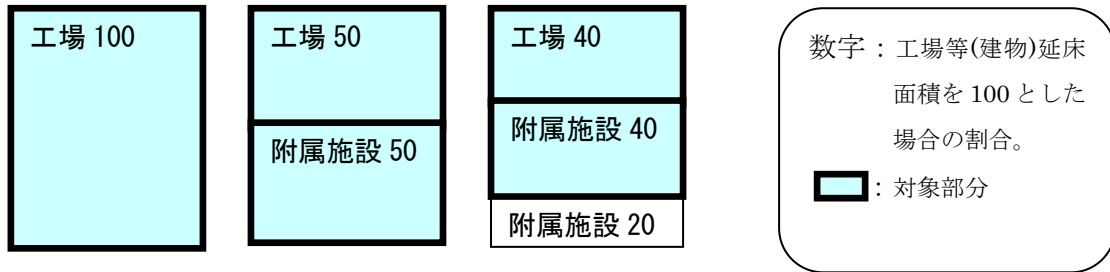 工場 100
工場 50
附属施設 50
工場 40
附属施設 40
附属施設 20
数字：工場等(建物)延床
面積を 100 とした
場合の割合。
：対象部分